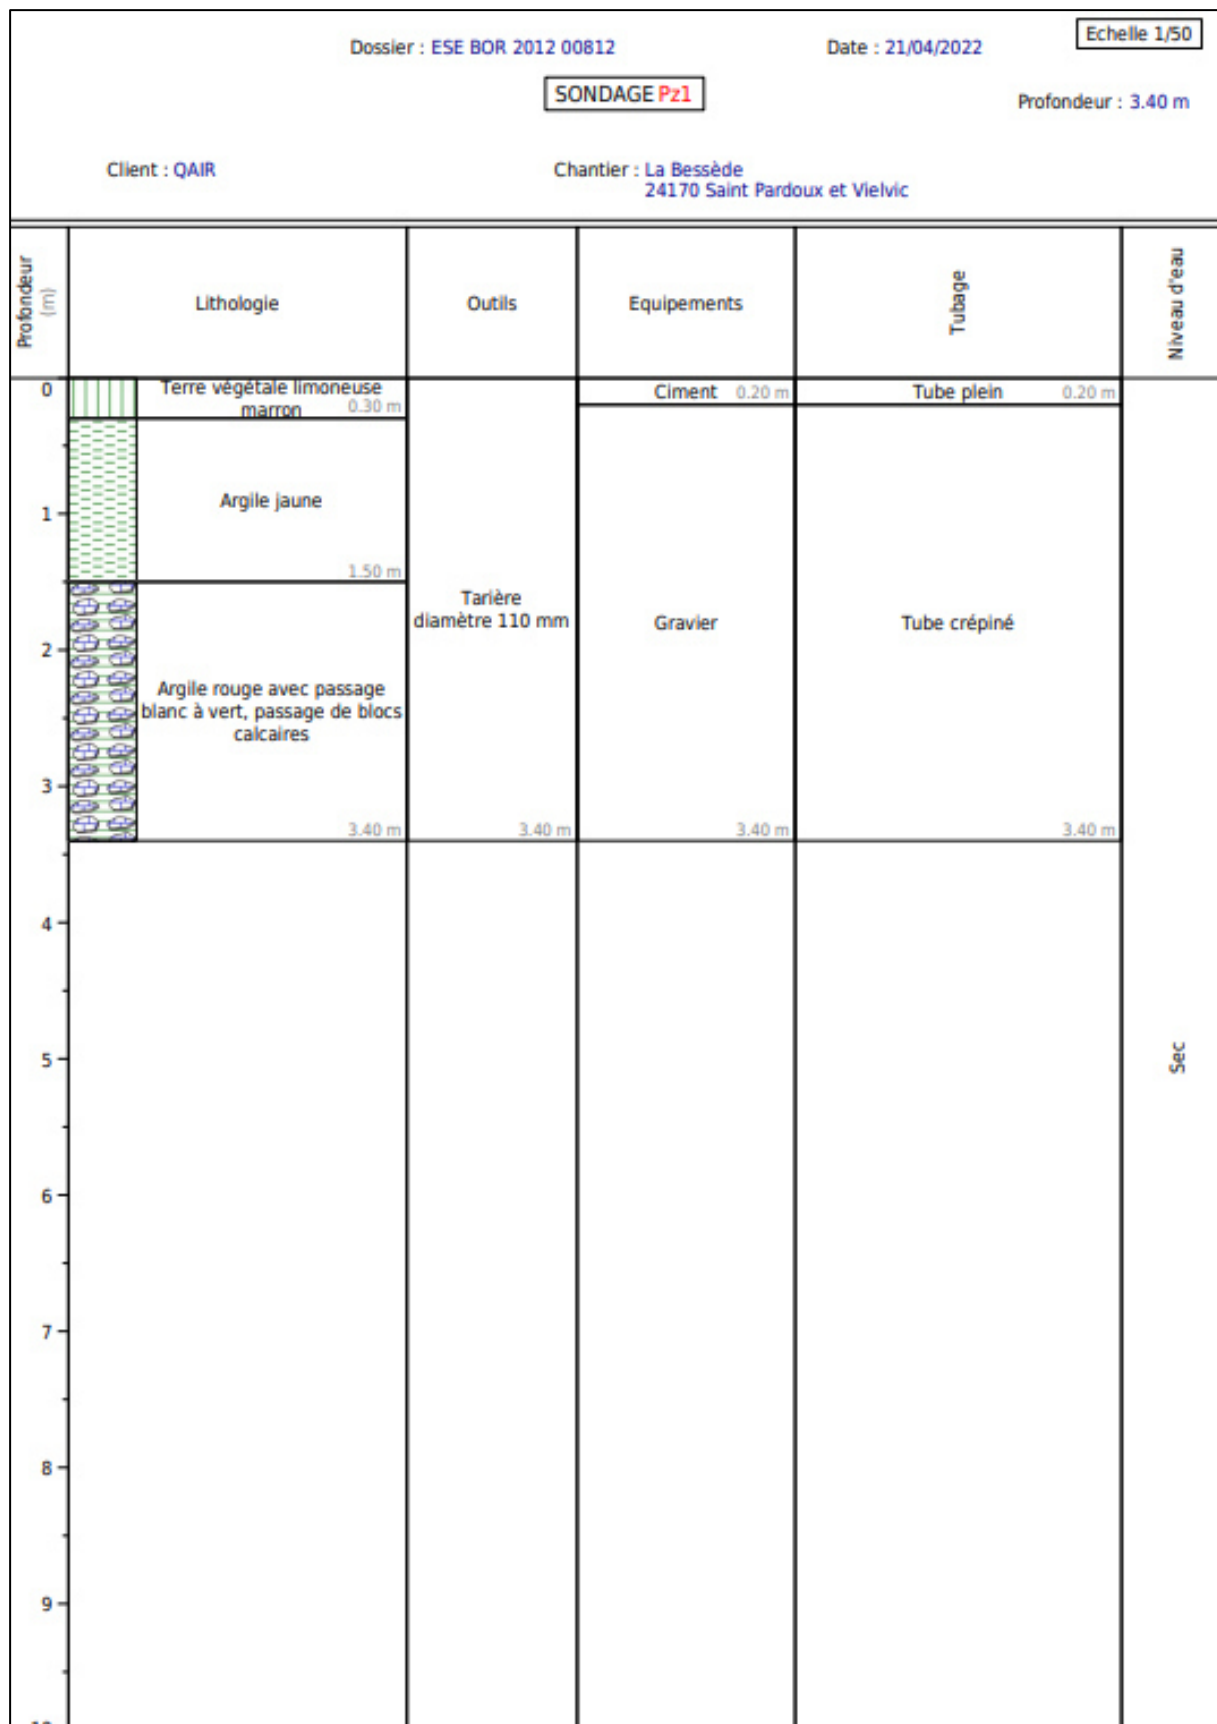 Echelle 1/50
Dossier : ESE BOR 2012 00812
Date : 21/04/2022
SONDAGE Pz1
Profondeur : 3.40 m
Client : QAIR
Chantier : La Bessède
24170 Saint Pardoux et Vielvic
Profondeur
(m)
Lithologie
Outils
Equipements
Tubage
Niveau d'eau
0
Terre végétale limoneuse
marron
0.30 m
Ciment
0.20 m
Tube plein
0.20 m
Argile jaune
1
1.50 m
Tarière
diamètre 110 mm
Gravier
Tube crépiné
2
Argile rouge avec passage
blanc à vert, passage de blocs
calcaires
3
3.40 m
3.40 m
3.40 m
3.40 m
4
5
Sec
6
7
8
9